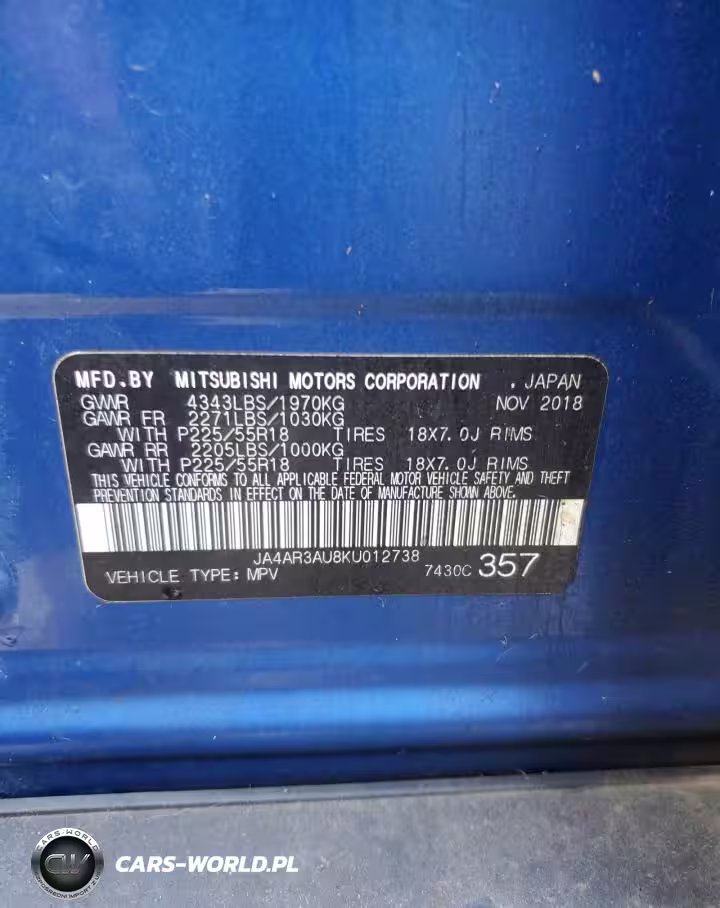 MFD.BY MITSUBISHI MOTORS CORPORATION . JAPAN
GVWR 4343LBS/1970KG NOV 2018
GAWR FR 2271LBS/1030KG
WITH P225/55R18 TIRES 18X7.0J RIMS
GAWR RR 2205LBS/1000KG
WITH P225/55R18 TIRES 18X7.0J RIMS
THIS VEHICLE CONFORMS TO ALL APPLICABLE FEDERAL MOTOR VEHICLE SAFETY AND THEFT
PREVENTION STANDARDS IN EFFECT ON THE DATE OF MANUFACTURE SHOWN ABOVE.
JA4AR3AU8KU012738
VEHICLE TYPE: MPV 7430C 357
CARS-WORLD
CW
CARS-WORLD.PL